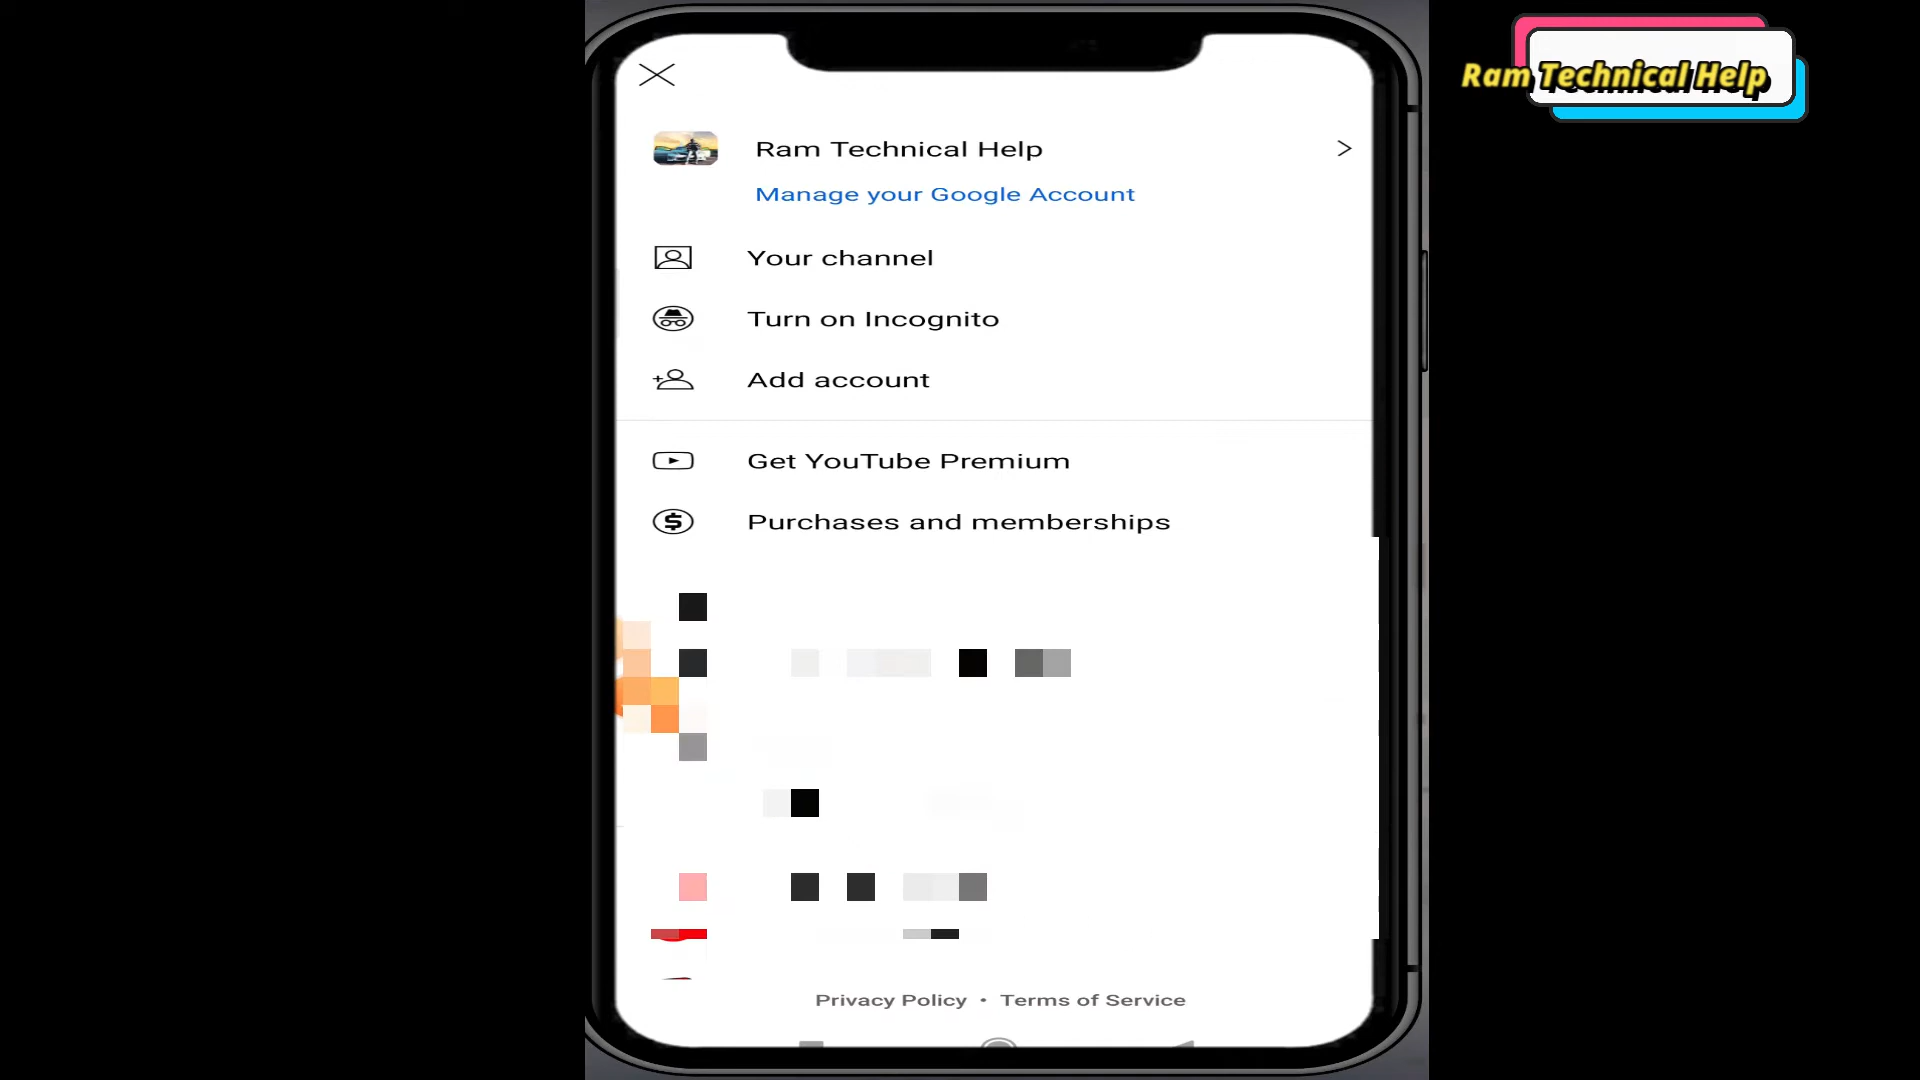 Ram Technical Help
Ram Technical Help
Manage your Google Account
Your channel
Turn on Incognito
Add account
Get YouTube Premium
Purchases and memberships
Privacy Policy • Terms of Service